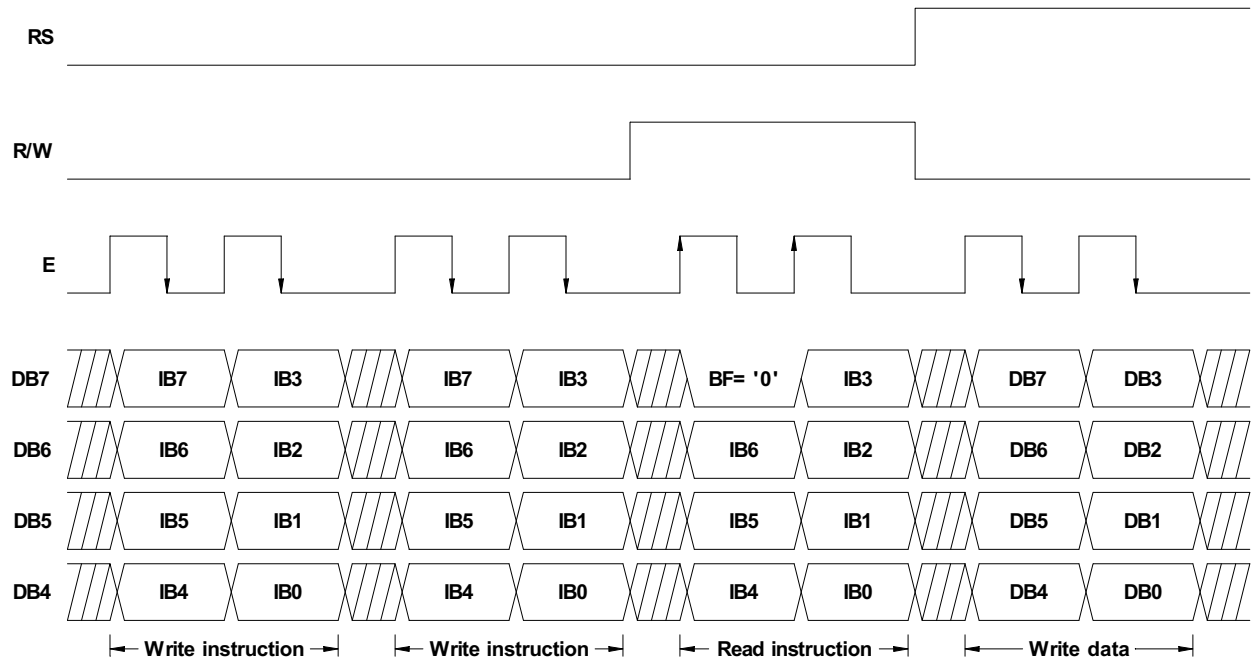 RS
R/W
E
DB7 IB7 IB3 IB7 IB3 BF= '0' IB3 DB7 DB3
DB6 IB6 IB2 IB6 IB2 IB6 IB2 DB6 DB2
DB5 IB5 IB1 IB5 IB1 IB5 IB1 DB5 DB1
DB4 IB4 IB0 IB4 IB0 IB4 IB0 DB4 DB0
Write instruction Write instruction Read instruction Write data